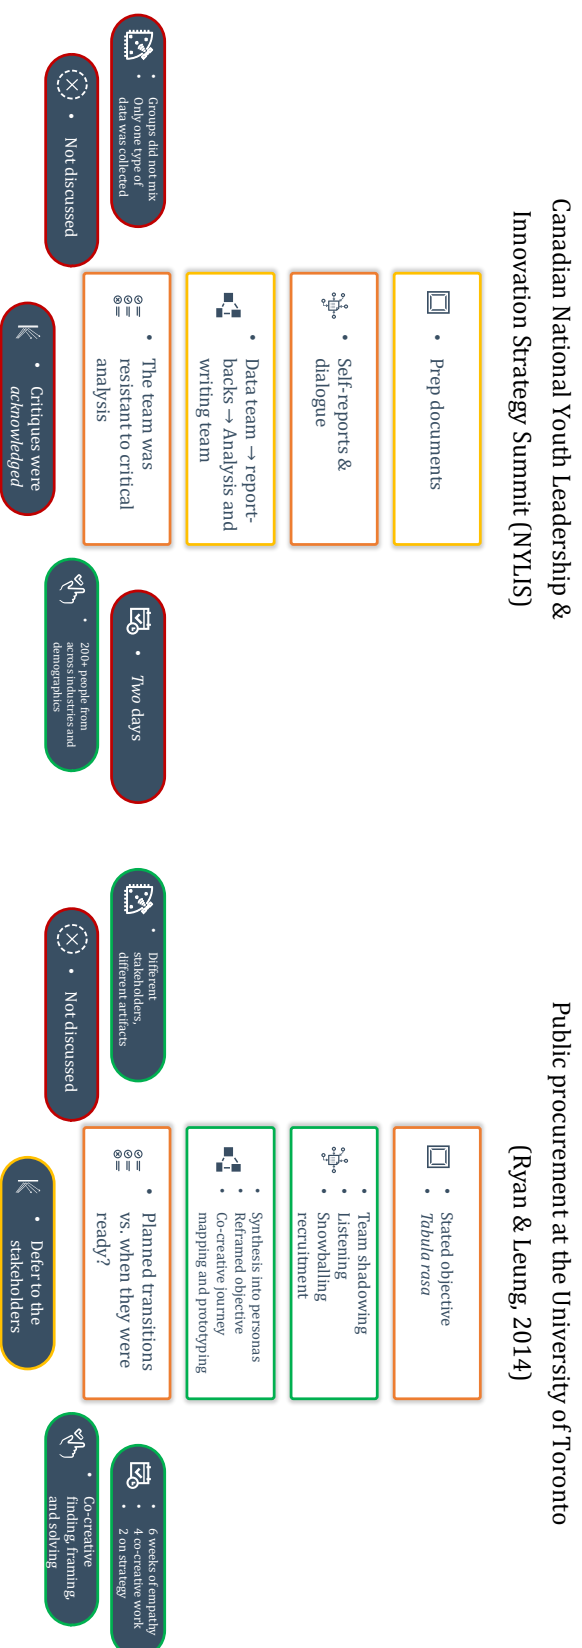 Canadian National Youth Leadership &
Innovation Strategy Summit (NYLIS)
• Prep documents
• Self-reports &
dialogue
• Data team → report-
backs → Analysis and
writing team
• The team was
resistant to critical
analysis
• Groups did not mix
• Only one type of
data was collected
• Not discussed
• Critiques were
acknowledged
• Two days
• 200+ people from
across industries and
demographics
Public procurement at the University of Toronto
(Ryan & Leung, 2014)
• Stated objective
• Tabula rasa
• Team shadowing
• Listening
• Snowballing
recruitment
• Synthesis into personas
• Reframed objective
• Co-creative journey
mapping and prototyping
• Planned transitions
vs. when they were
ready?
• Different
stakeholders,
different artifacts
• Not discussed
• Defer to the
stakeholders
• 6 weeks of empathy
• 4 co-creative work
• 2 on strategy
• Co-creative
finding, framing,
and solving